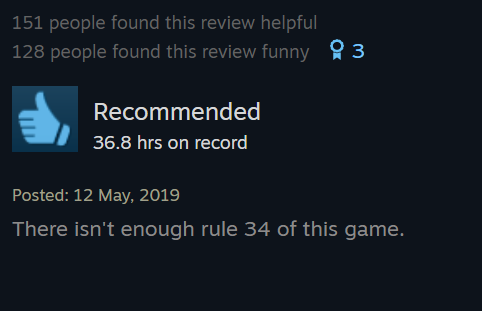 151 people found this review helpful
128 people found this review funny 3
Recommended
36.8 hrs on record
Posted: 12 May, 2019
There isn't enough rule 34 of this game.